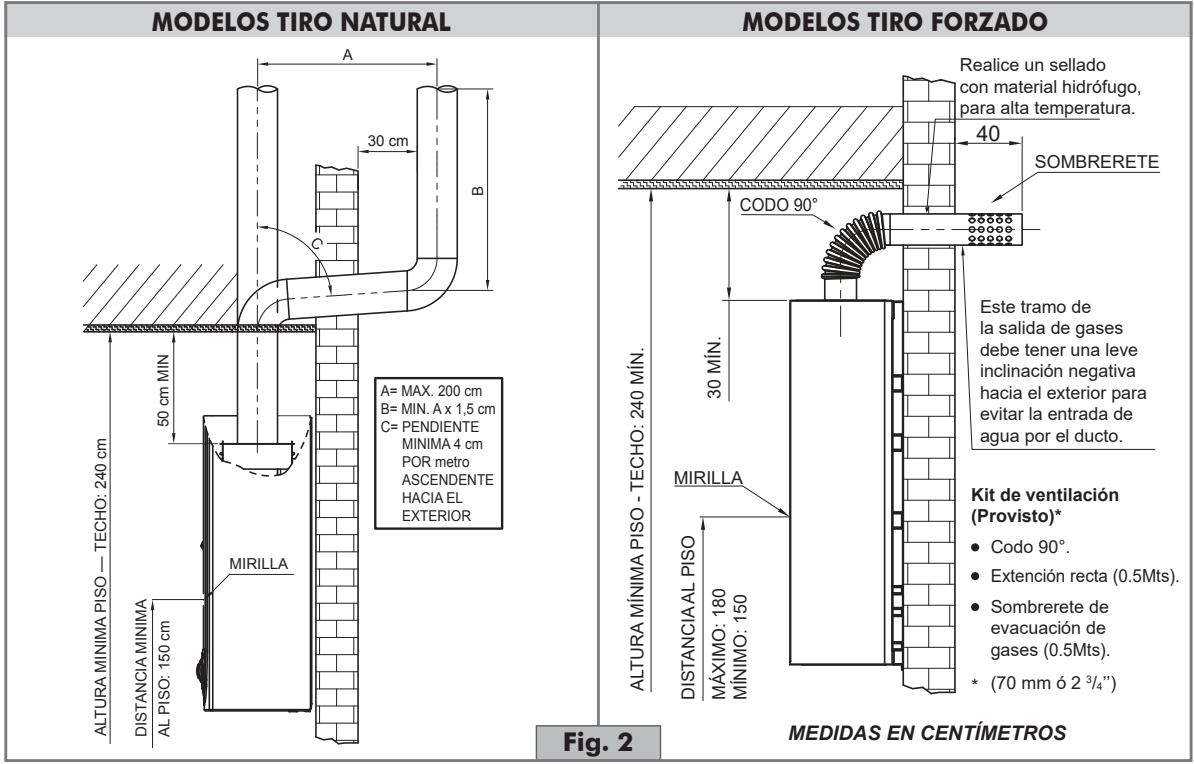 MODELOS TIRO NATURAL
A
30 cm
B
C
50 cm MIN
ALTURA MINIMA PISO — TECHO: 240 cm
DISTANCIA MINIMA
AL PISO: 150 cm
MIRILLA
A= MAX. 200 cm
B= MIN. A x 1,5 cm
C= PENDIENTE
MINIMA 4 cm
POR metro
ASCENDENTE
HACIA EL
EXTERIOR
MODELOS TIRO FORZADO
Realice un sellado
con material hidrófugo,
para alta temperatura.
40
SOMBRERETE
CODO 90°
30 MÍN.
ALTURA MÍNIMA PISO - TECHO: 240 MÍN.
MIRILLA
DISTANCIA AL PISO
MÁXIMO: 180
MÍNIMO: 150
Este tramo de
la salida de gases
debe tener una leve
inclinación negativa
hacia el exterior para
evitar la entrada de
agua por el ducto.
Kit de ventilación
(Provisto)*
• Codo 90°.
• Extención recta (0.5Mts).
• Sombrerete de
evacuación de
gases (0.5Mts).
* (70 mm ó 2 3/4’’)
MEDIDAS EN CENTÍMETROS
Fig. 2